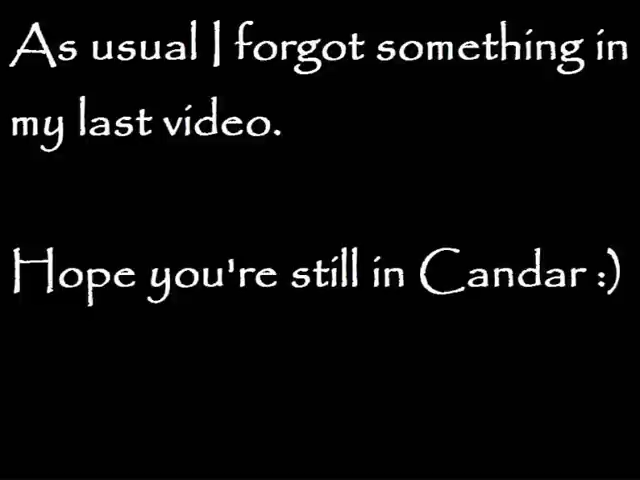 As usual I forgot something in
my last video.
Hope you're still in Candar :)